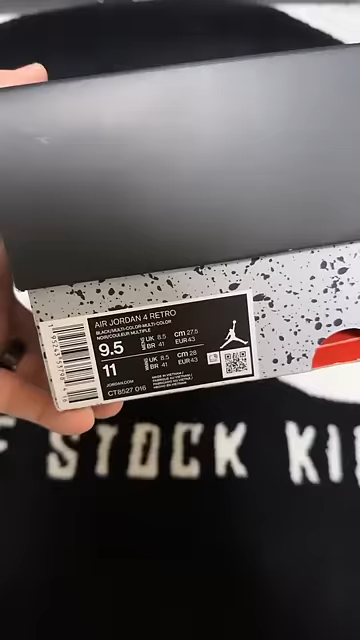 AIR JORDAN 4 RETRO
BLACK/MULTI-COLOR-MULTI-COLOR
NOIR/COULEUR MULTIPLE
9.5 UK 8.5 cm 27.5
BR 41 EUR 43
11 UK 8.5 cm 28
BR 41 EUR 43
JORDAN.COM
CT8527 016
MADE IN VIETNAM
STOCK KI